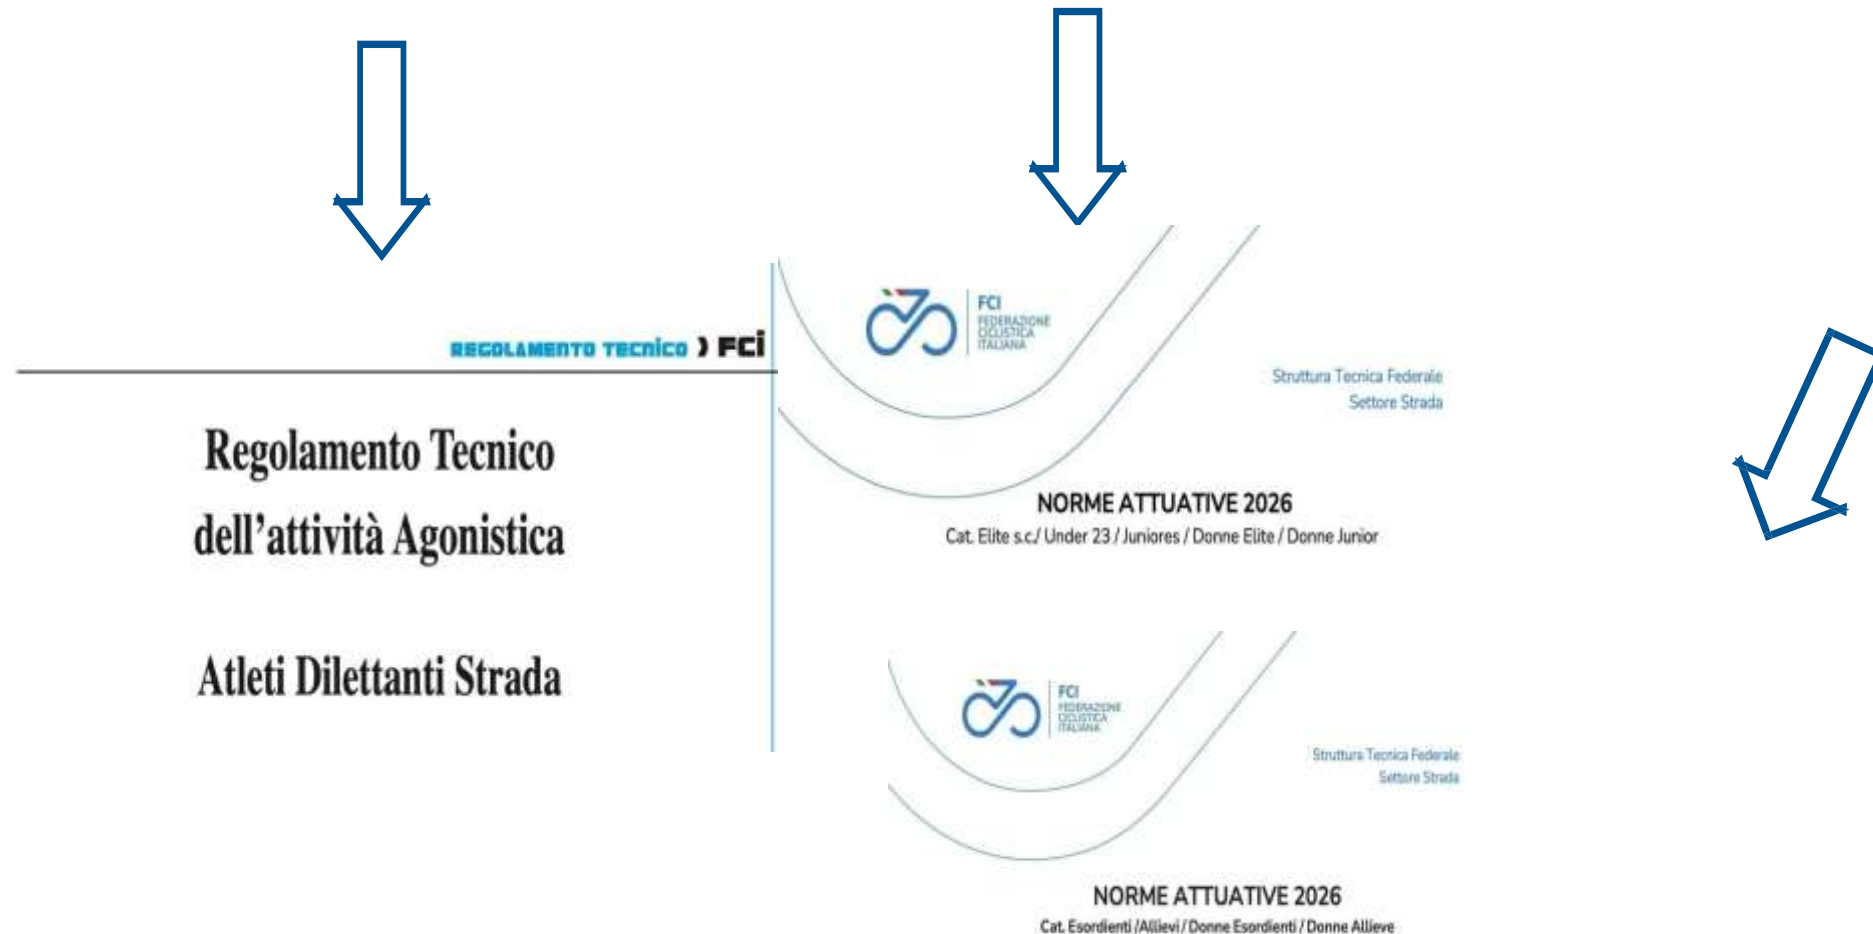 REGOLAMENTO TECNICO ❫ FCI
Regolamento Tecnico
dell'attività Agonistica
Atleti Dilettanti Strada
FCI
FEDERAZIONE
CICLISTICA
ITALIANA
Struttura Tecnica Federale
Settore Strada
NORME ATTUATIVE 2026
Cat. Elite s.c./ Under 23 / Juniores / Donne Elite / Donne Junior
FCI
FEDERAZIONE
CICLISTICA
ITALIANA
Struttura Tecnica Federale
Settore Strada
NORME ATTUATIVE 2026
Cat. Esordienti /Allievi / Donne Esordienti / Donne Allieve